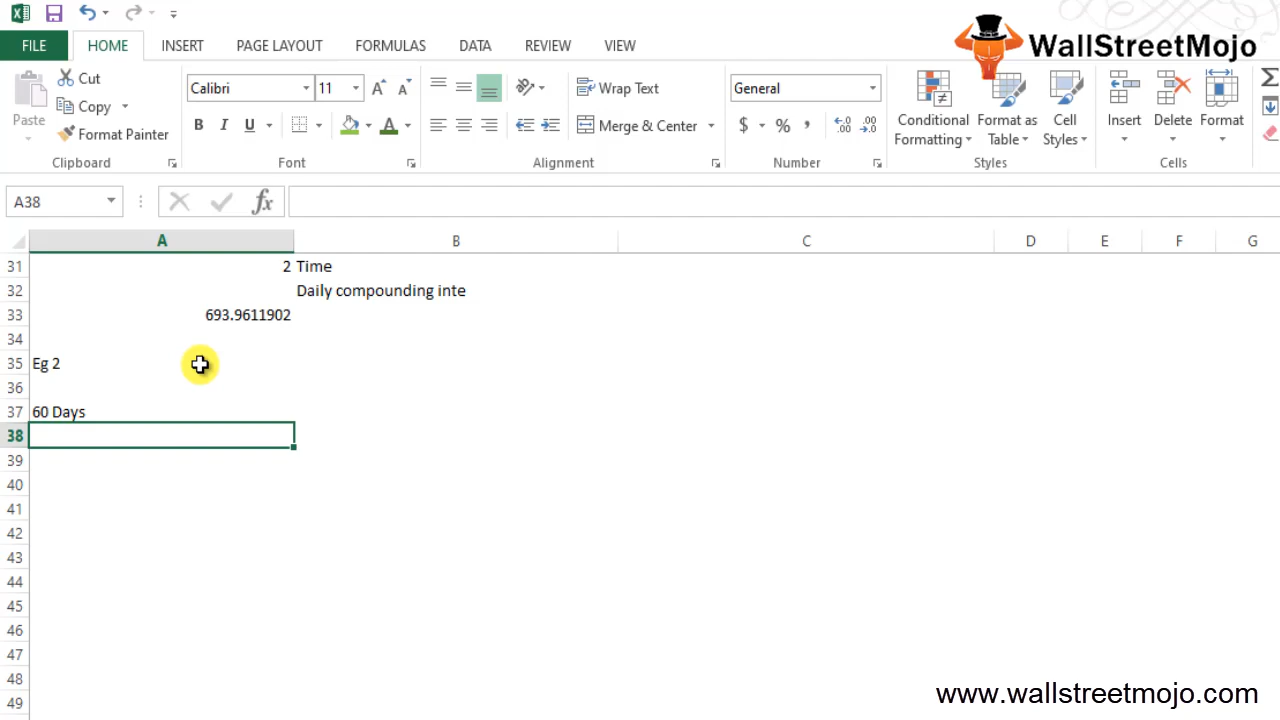 FILE HOME INSERT PAGE LAYOUT FORMULAS DATA REVIEW VIEW
WallStreetMojo
Paste
Cut
Copy
Format Painter
Clipboard
Calibri 11
B I U
Font
Wrap Text
Merge & Center
Alignment
General
$ % ,
Number
Conditional Formatting
Format as Table
Cell Styles
Styles
Insert Delete Format
Cells
A38
fx
A B C D E F G
31 2 Time
32 Daily compounding inte
33 693.9611902
34
35 Eg 2
36
37 60 Days
38
39
40
41
42
43
44
45
46
47
48
49
www.wallstreetmojo.com